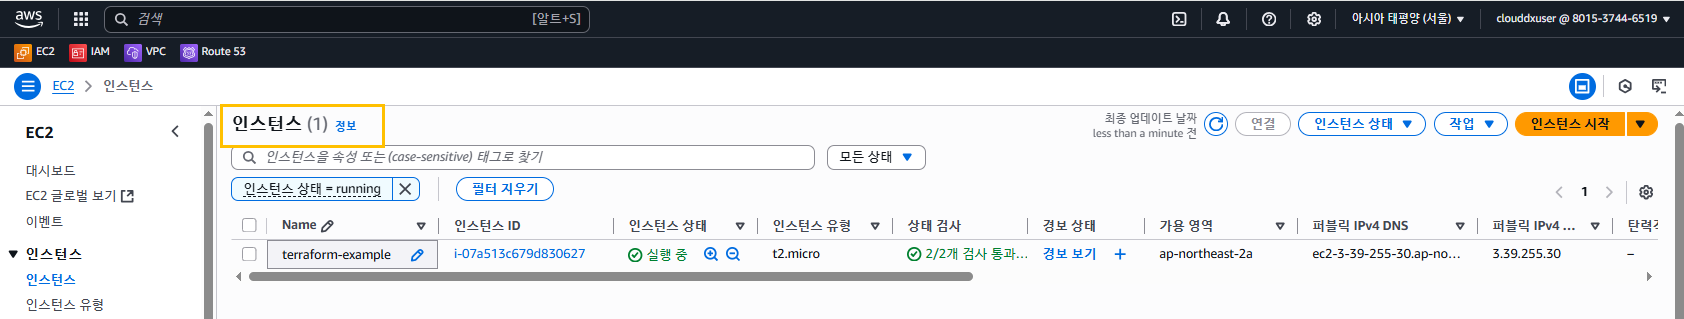 aws 검색 [알트+S] 아시아 태평양 (서울) clouddxuser @ 8015-3744-6519
EC2 IAM VPC Route 53
EC2 인스턴스
EC2
대시보드
EC2 글로벌 보기
이벤트
인스턴스
인스턴스
인스턴스 유형
인스턴스 (1) 정보
최종 업데이트 날짜
less than a minute 전
연결 인스턴스 상태 작업 인스턴스 시작
인스턴스을 속성 또는 (case-sensitive) 태그로 찾기 모든 상태
인스턴스 상태 = running 필터 지우기 1
Name 인스턴스 ID 인스턴스 상태 인스턴스 유형 상태 검사 경보 상태 가용 영역 퍼블릭 IPv4 DNS 퍼블릭 IPv4 ...
terraform-example i-07a513c679d830627 실행 중 t2.micro 2/2개 검사 통과... 경보 보기 + ap-northeast-2a ec2-3-39-255-30.ap-no... 3.39.255.30 –